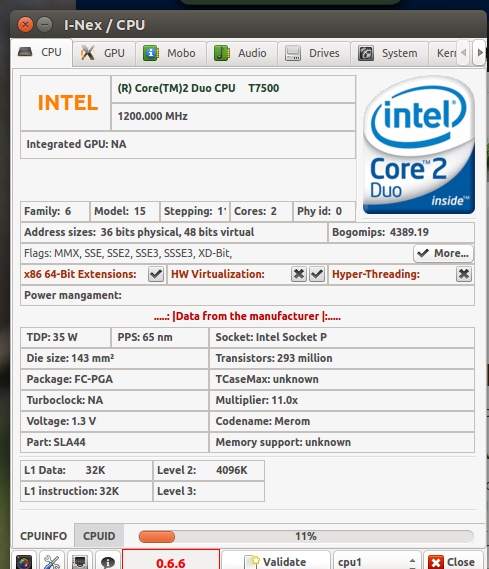 I-Nex / CPU
CPU GPU Mobo Audio Drives System Kern
INTEL
(R) Core(TM)2 Duo CPU T7500
1200.000 MHz
Integrated GPU: NA
intel
Core™2
Duo
inside™
Family: 6 Model: 15 Stepping: 1 Cores: 2 Phy id: 0
Address sizes: 36 bits physical, 48 bits virtual Bogomips: 4389.19
Flags: MMX, SSE, SSE2, SSE3, SSSE3, XD-Bit, More...
x86 64-Bit Extensions: HW Virtualization: Hyper-Threading:
Power mangament:
.....: |Data from the manufacturer |:.....
TDP: 35 W PPS: 65 nm Socket: Intel Socket P
Die size: 143 mm² Transistors: 293 million
Package: FC-PGA TCaseMax: unknown
Turboclock: NA Multiplier: 11.0x
Voltage: 1.3 V Codename: Merom
Part: SLA44 Memory support: unknown
L1 Data: 32K Level 2: 4096K
L1 instruction: 32K Level 3:
CPUINFO CPUID 11%
0.6.6 Validate cpu1 Close